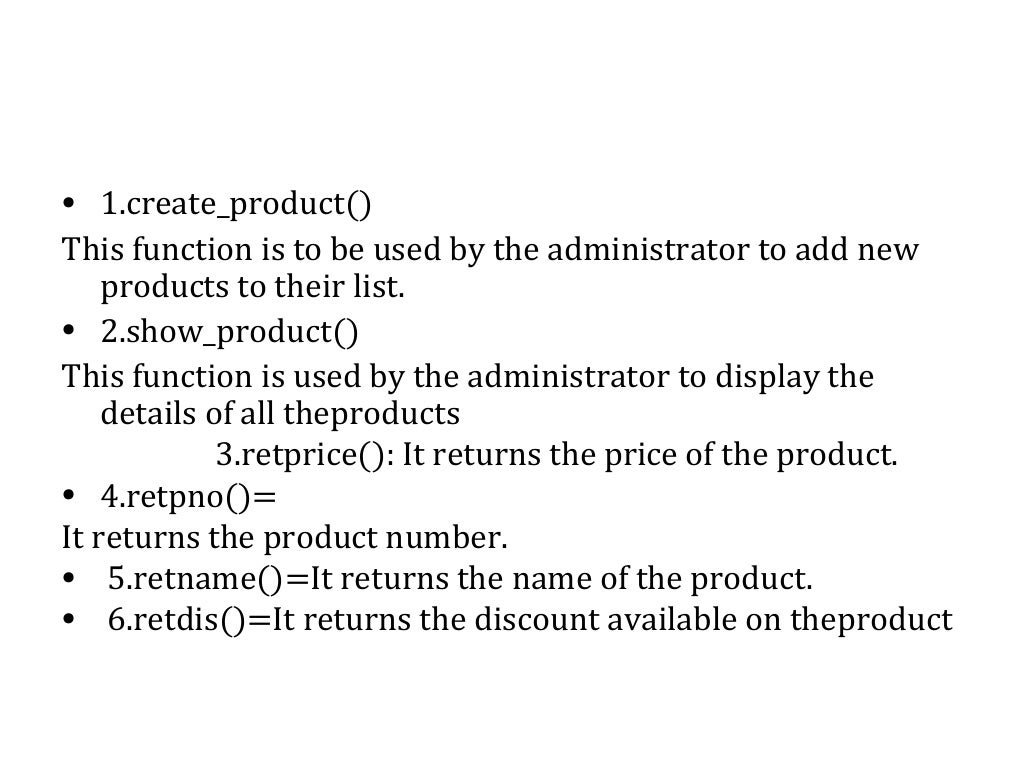 • 1.create_product()
This function is to be used by the administrator to add new
products to their list.
• 2.show_product()
This function is used by the administrator to display the
details of all theproducts
3.retprice(): It returns the price of the product.
• 4.retpno()=
It returns the product number.
• 5.retname()=It returns the name of the product.
• 6.retdis()=It returns the discount available on theproduct